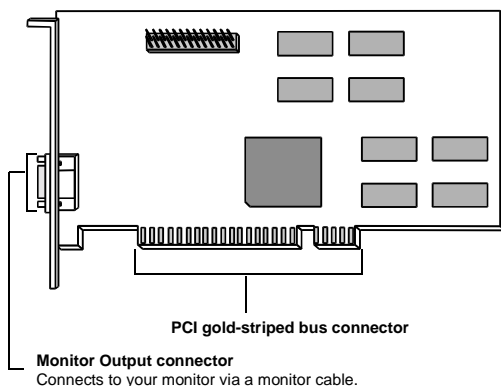 PCI gold-striped bus connector
Monitor Output connector
Connects to your monitor via a monitor cable.